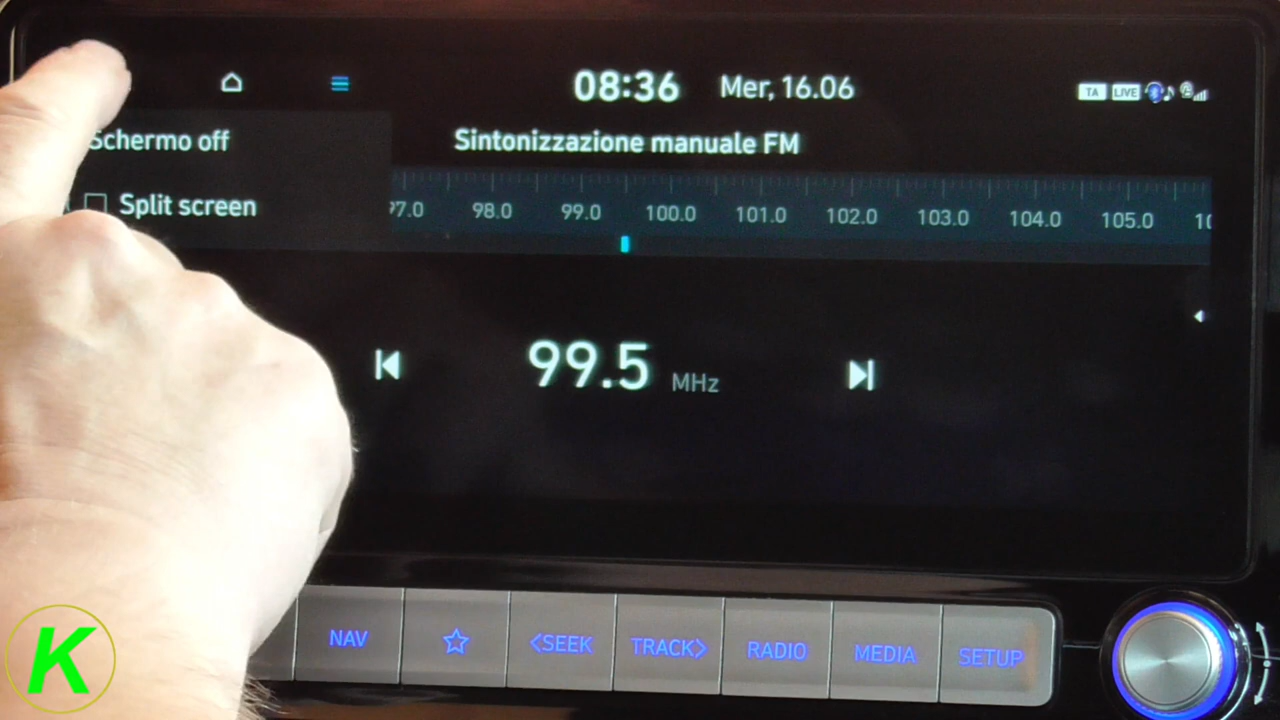 08:36 Mer, 16.06 TA LIVE
Schermo off
Sintonizzazione manuale FM
Split screen
97.0 98.0 99.0 100.0 101.0 102.0 103.0 104.0 105.0
99.5 MHz
NAV <SEEK TRACK> RADIO MEDIA SETUP
K